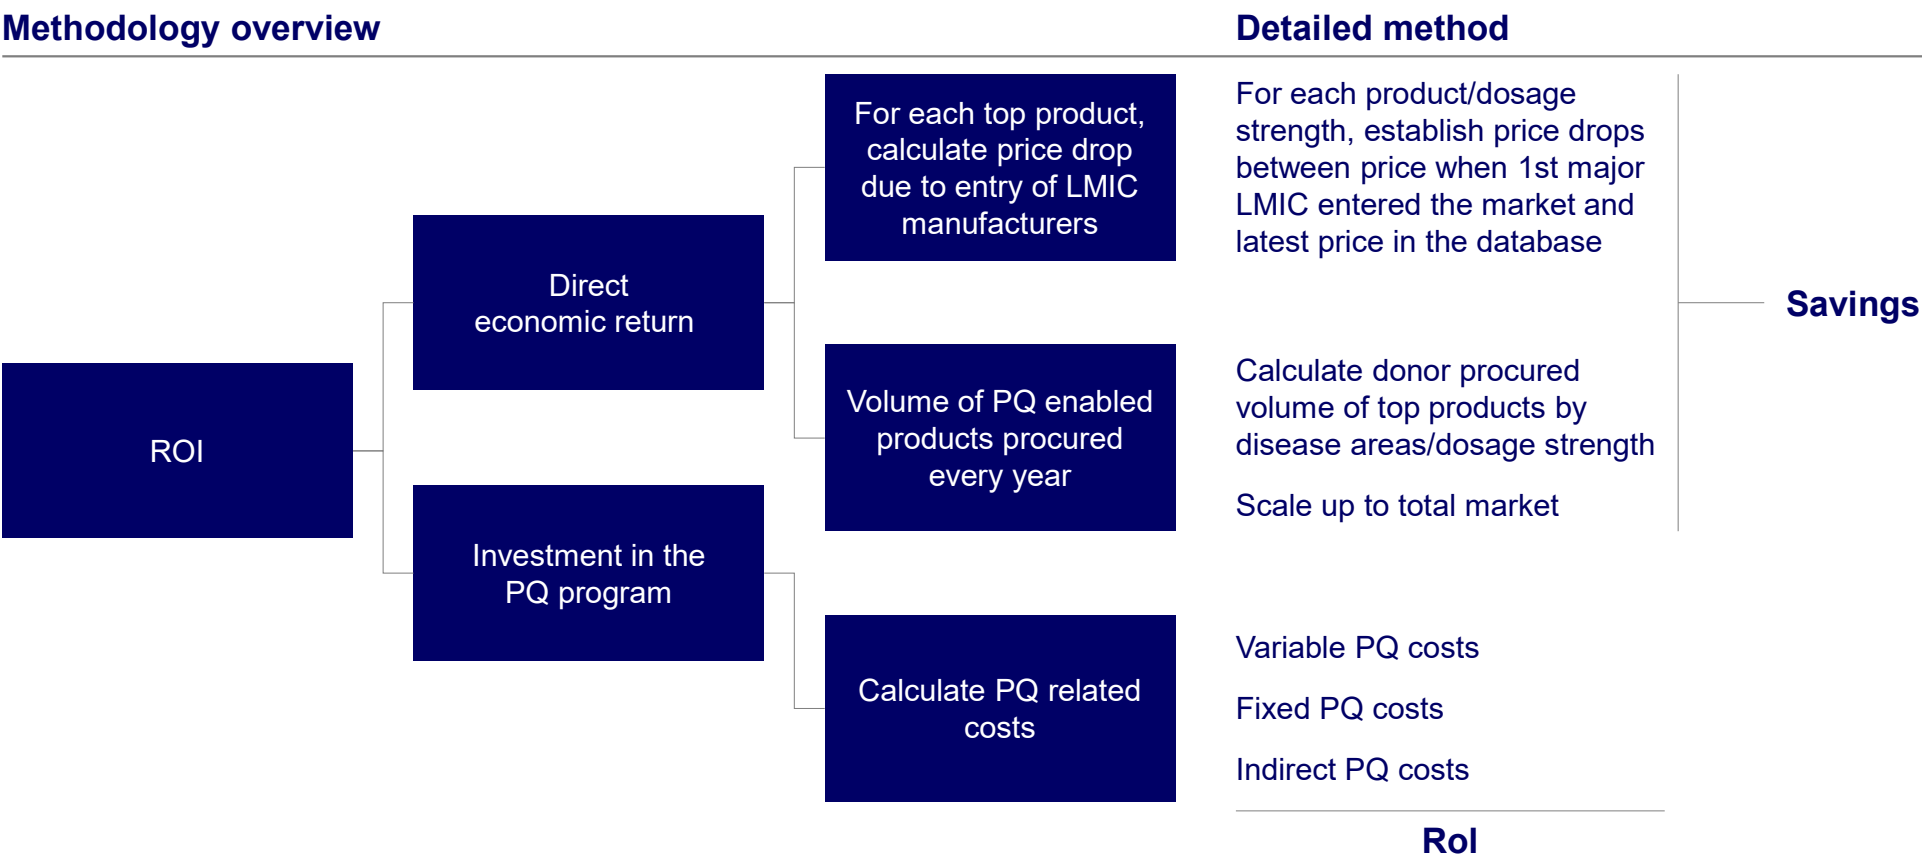 Methodology overview
Detailed method
For each top product,
calculate price drop
due to entry of LMIC
manufacturers
For each product/dosage
strength, establish price drops
between price when 1st major
LMIC entered the market and
latest price in the database
Direct
economic return
Savings
Volume of PQ enabled
products procured
every year
Calculate donor procured
volume of top products by
disease areas/dosage strength
Scale up to total market
ROI
Investment in the
PQ program
Calculate PQ related
costs
Variable PQ costs
Fixed PQ costs
Indirect PQ costs
RoI